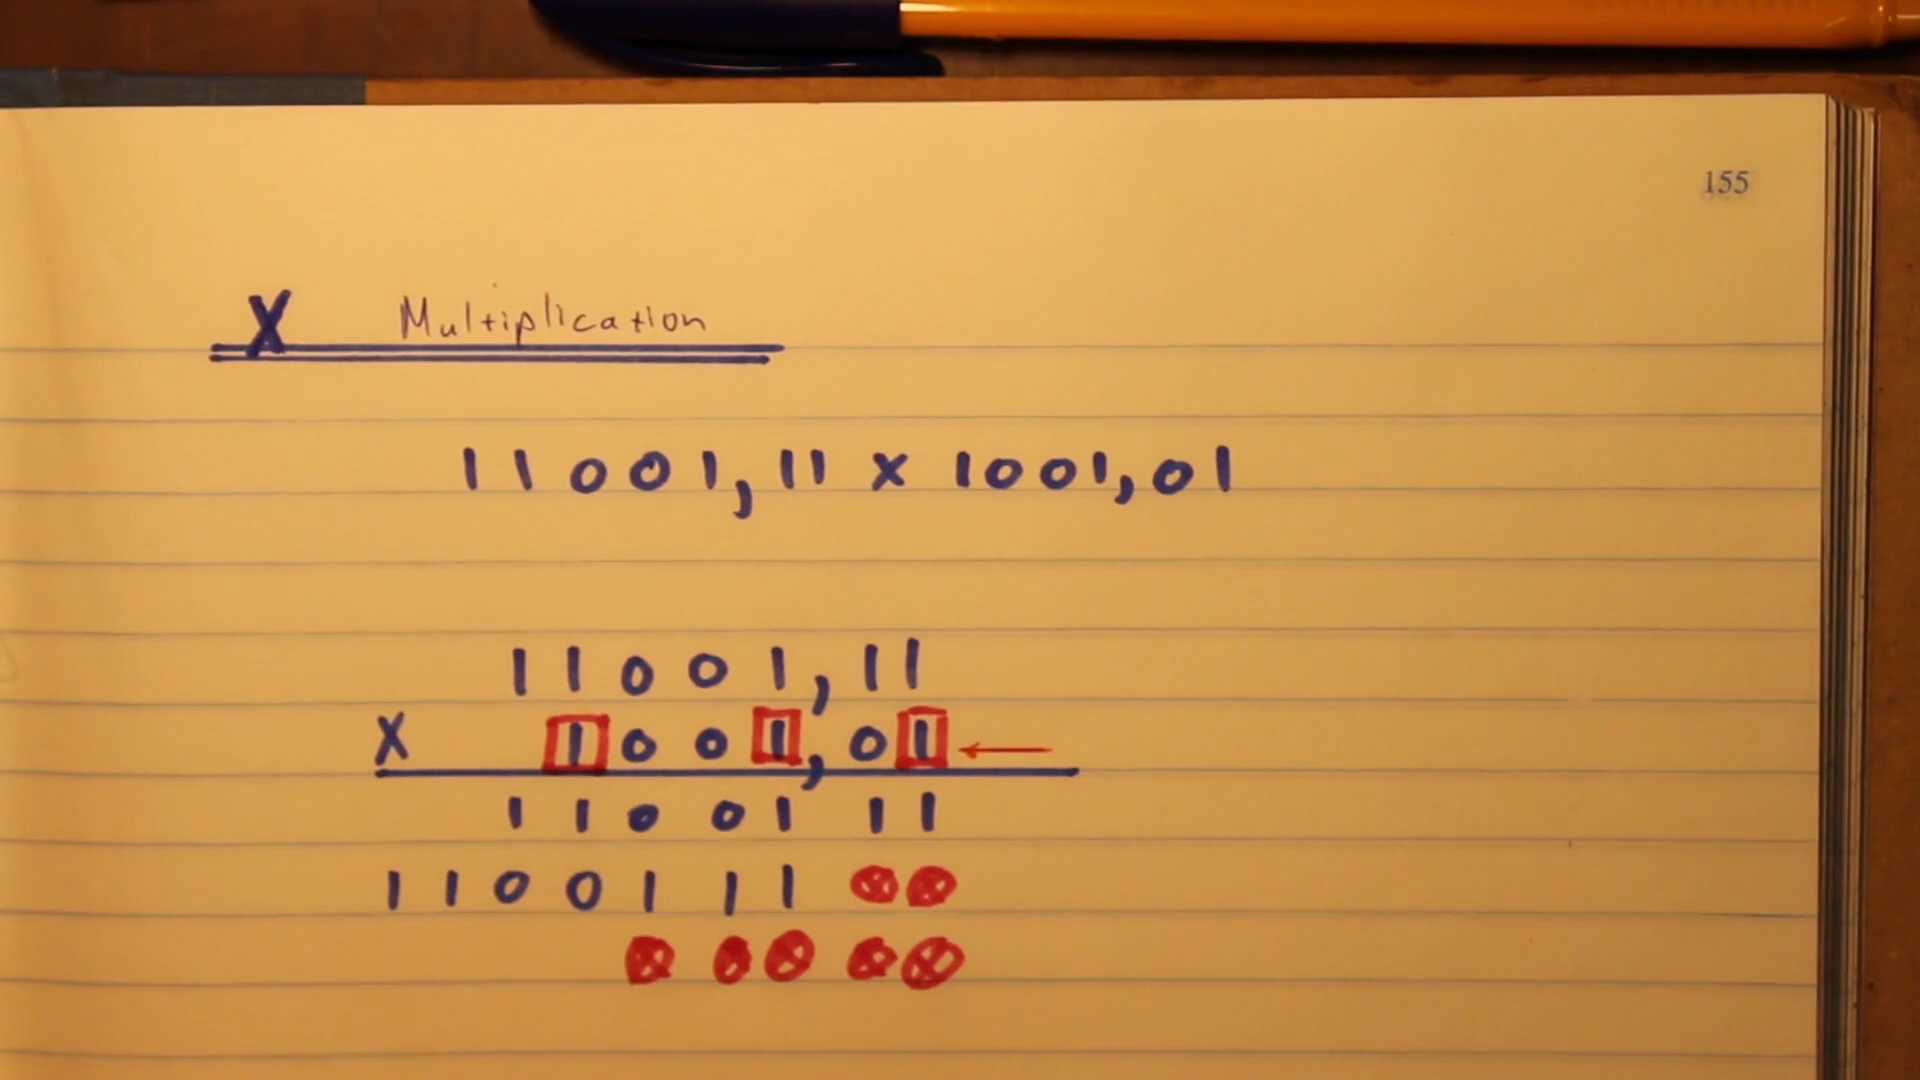 155
X Multiplication
11001,11 x 1001,01
11001,11
X 1001,01 ←
1100111
110011100
00000